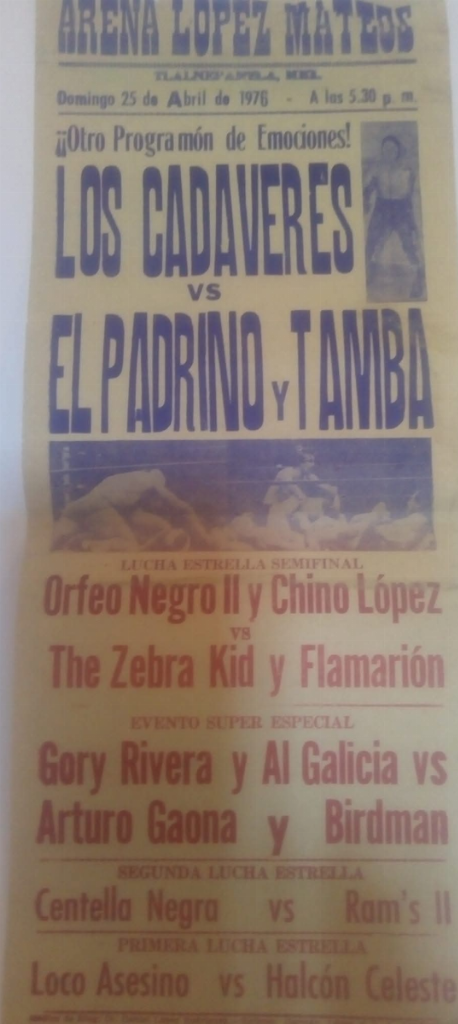 ARENA LOPEZ MATEOS
TLALNEPANTLA, MEX.
Domingo 25 de Abril de 1976 - A las 5.30 p. m.
¡¡Otro Programón de Emociones!
LOS CADAVERES
VS
EL PADRINO Y TAMBA
LUCHA ESTRELLA SEMIFINAL
Orfeo Negro II y Chino López
VS
The Zebra Kid y Flamarión
EVENTO SUPER ESPECIAL
Gory Rivera y Al Galicia vs
Arturo Gaona y Birdman
SEGUNDA LUCHA ESTRELLA
Centella Negra vs Ram's II
PRIMERA LUCHA ESTRELLA
Loco Asesino vs Halcón Celeste